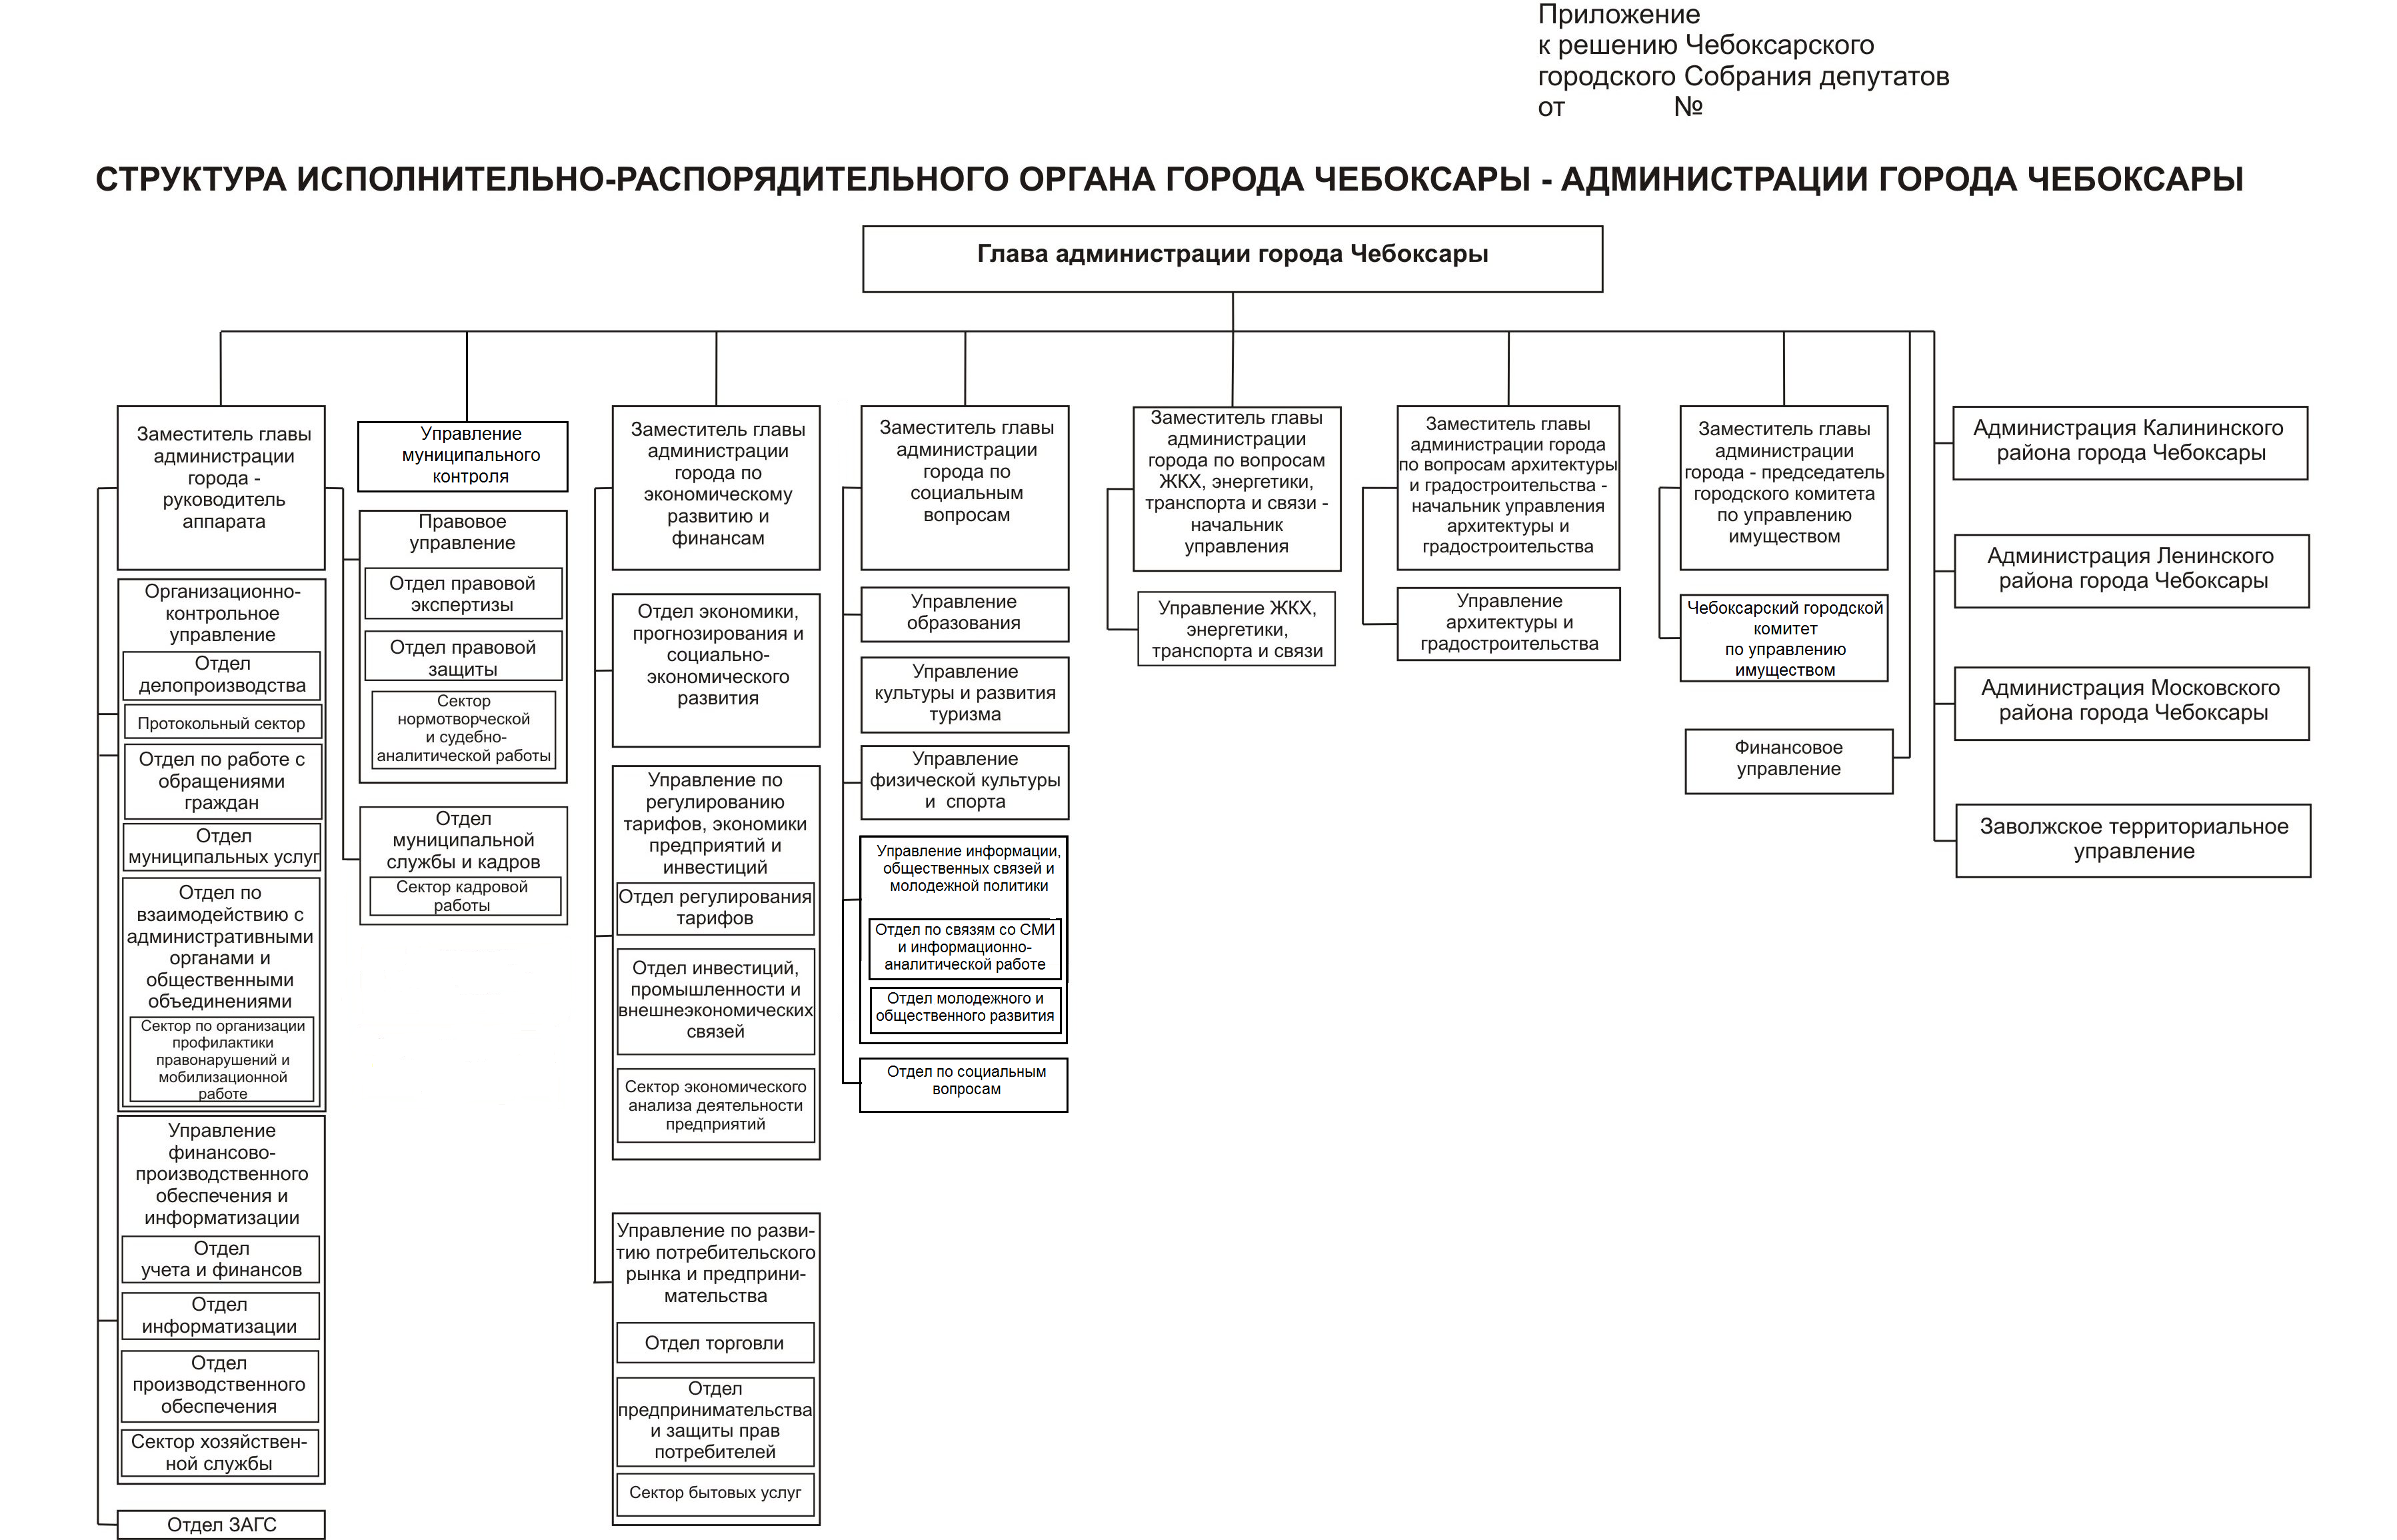 Приложение
к решению Чебоксарского
городского Собрания депутатов
от №
СТРУКТУРА ИСПОЛНИТЕЛЬНО-РАСПОРЯДИТЕЛЬНОГО ОРГАНА ГОРОДА ЧЕБОКСАРЫ - АДМИНИСТРАЦИИ ГОРОДА ЧЕБОКСАРЫ
Глава администрации города Чебоксары
Заместитель главы
администрации
города -
руководитель
аппарата
Организационно-
контрольное
управление
Отдел
делопроизводства
Протокольный сектор
Отдел по работе с
обращениями
граждан
Отдел
муниципальных услуг
Отдел по
взаимодействию с
административными
органами и
общественными
объединениями
Сектор по организации
профилактики
правонарушений и
мобилизационной
работе
Управление
финансово-
производственного
обеспечения и
информатизации
Отдел
учета и финансов
Отдел
информатизации
Отдел
производственного
обеспечения
Сектор хозяйствен-
ной службы
Отдел ЗАГС
Управление
муниципального
контроля
Правовое
управление
Отдел правовой
экспертизы
Отдел правовой
защиты
Сектор
нормотворческой
и судебно-
аналитической работы
Отдел
муниципальной
службы и кадров
Сектор кадровой
работы
Заместитель главы
администрации
города по
экономическому
развитию и
финансам
Отдел экономики,
прогнозирования и
социально-
экономического
развития
Управление по
регулированию
тарифов, экономики
предприятий и
инвестиций
Отдел регулирования
тарифов
Отдел инвестиций,
промышленности и
внешнеэкономических
связей
Сектор экономического
анализа деятельности
предприятий
Управление по разви-
тию потребительского
рынка и предприни-
мательства
Отдел торговли
Отдел
предпринимательства
и защиты прав
потребителей
Сектор бытовых услуг
Заместитель главы
администрации
города по
социальным
вопросам
Управление
образования
Управление
культуры и развития
туризма
Управление
физической культуры
и спорта
Управление информации,
общественных связей и
молодежной политики
Отдел по связям со СМИ
и информационно-
аналитической работе
Отдел молодежного и
общественного развития
Отдел по социальным
вопросам
Заместитель главы
администрации
города по вопросам
ЖКХ, энергетики,
транспорта и связи -
начальник
управления
Управление ЖКХ,
энергетики,
транспорта и связи
Заместитель главы
администрации города
по вопросам архитектуры
и градостроительства -
начальник управления
архитектуры и
градостроительства
Управление
архитектуры и
градостроительства
Заместитель главы
администрации
города - председатель
городского комитета
по управлению
имуществом
Чебоксарский городской
комитет
по управлению
имуществом
Финансовое
управление
Администрация Калининского
района города Чебоксары
Администрация Ленинского
района города Чебоксары
Администрация Московского
района города Чебоксары
Заволжское территориальное
управление